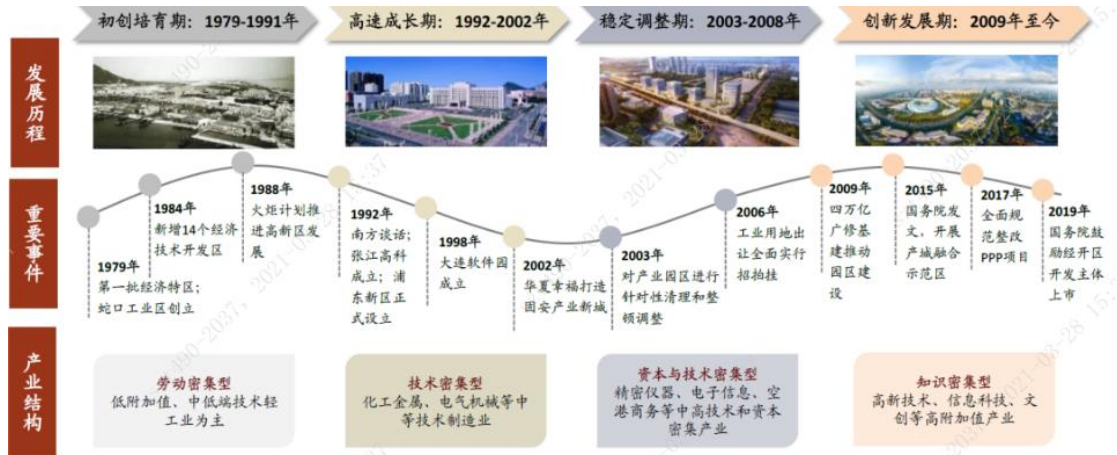 初创培育期：1979-1991年
高速成长期：1992-2002年
稳定调整期：2003-2008年
创新发展期：2009年至今
发展历程
重要事件
1979年
第一批经济特区；
蛇口工业区创立
1984年
新增14个经济
技术开发区
1988年
火炬计划推
进高新区发
展
1992年
南方谈话；
张江高科
成立；浦
东新区正
式设立
1998年
大连软件园
成立
2002年
华夏幸福打造
固安产业新城
2003年
对产业园区进行
针对性清理和整
顿调整
2006年
工业用地出
让全面实行
招拍挂
2009年
四万亿
广修基
建推动
园区建
设
2015年
国务院发
文，开展
产城融合
示范区
2017年
全面规
范整改
PPP项目
2019年
国务院鼓
励经开区
开发主体
上市
产业结构
劳动密集型
低附加值、中低端技术轻
工业为主
技术密集型
化工金属、电气机械等中
等技术制造业
资本与技术密集型
精密仪器、电子信息、空
港商务等中高技术和资本
密集产业
知识密集型
高新技术、信息科技、文
创等高附加值产业